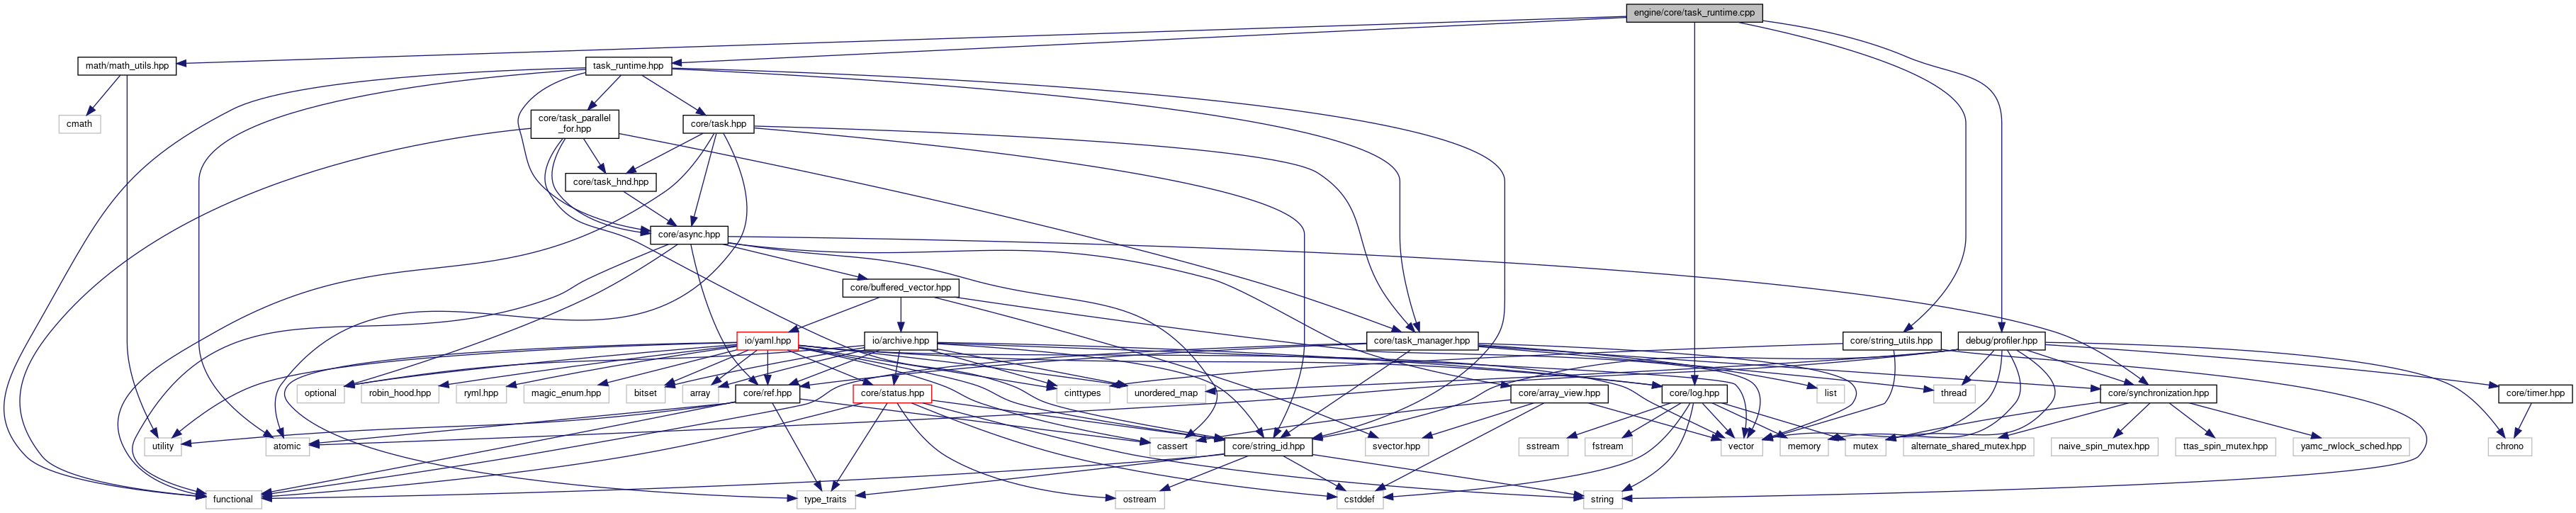 engine/core/task_runtime.cpp
math/math_utils.hpp
task_runtime.hpp
core/task_parallel
_for.hpp
core/task.hpp
cmath
core/task_hnd.hpp
core/async.hpp
core/buffered_vector.hpp
io/yaml.hpp
io/archive.hpp
core/task_manager.hpp
core/string_utils.hpp
debug/profiler.hpp
optional
robin_hood.hpp
ryml.hpp
magic_enum.hpp
bitset
array
core/ref.hpp
core/status.hpp
cinttypes
unordered_map
core/array_view.hpp
core/log.hpp
list
thread
core/synchronization.hpp
core/timer.hpp
utility
atomic
cassert
core/string_id.hpp
svector.hpp
sstream
fstream
vector
memory
mutex
alternate_shared_mutex.hpp
naive_spin_mutex.hpp
ttas_spin_mutex.hpp
yamc_rwlock_sched.hpp
chrono
functional
type_traits
ostream
cstddef
string